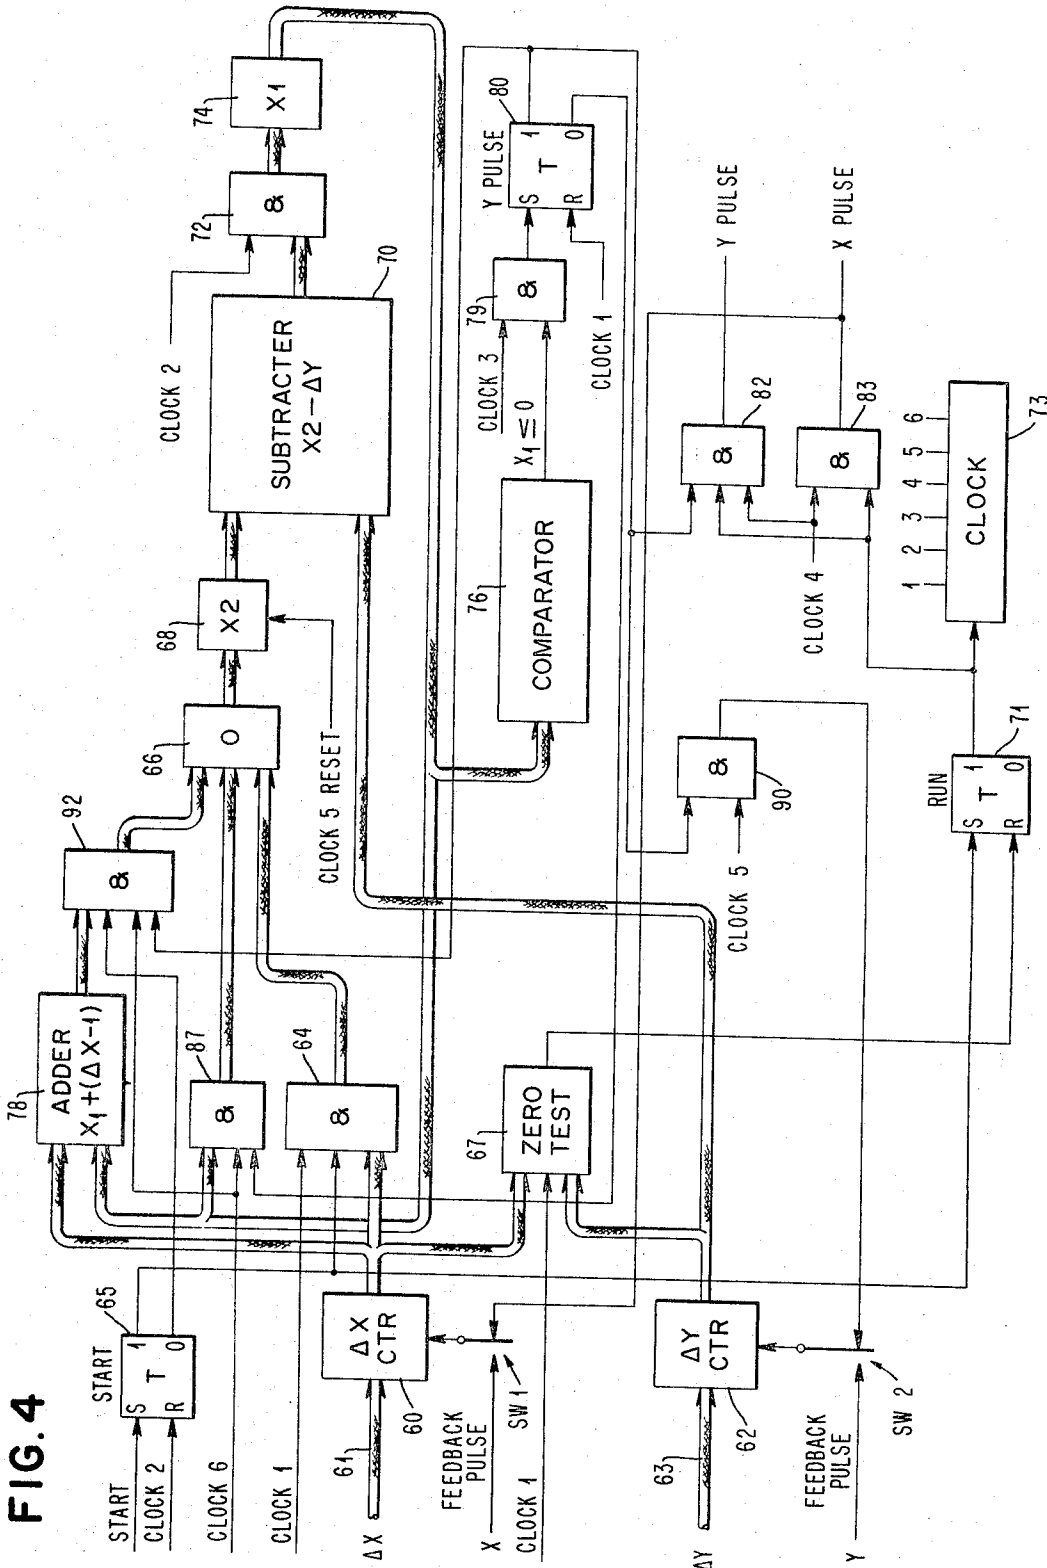 FIG. 4
START
CLOCK 2
CLOCK 6
CLOCK 1
ΔX
61
FEEDBACK
PULSE
X
CLOCK 1
SW 1
ΔY
63
FEEDBACK
PULSE
Y
SW 2
START
65
S
T
1
R
0
ΔX
CTR
60
ΔY
CTR
62
78
ADDER
X1+(ΔX-1)
87
&
64
&
67
ZERO
TEST
92
&
66
O
68
X2
CLOCK 5 RESET
CLOCK 2
SUBTRACTER
X2-ΔY
70
72
&
74
X1
76
COMPARATOR
X1 ≤ 0
CLOCK 3
79
&
CLOCK 1
Y PULSE
80
S
T
1
R
0
CLOCK 5
&
90
RUN
71
S
T
1
R
0
CLOCK 4
&
82
&
83
Y PULSE
X PULSE
1 2 3 4 5 6
CLOCK
73